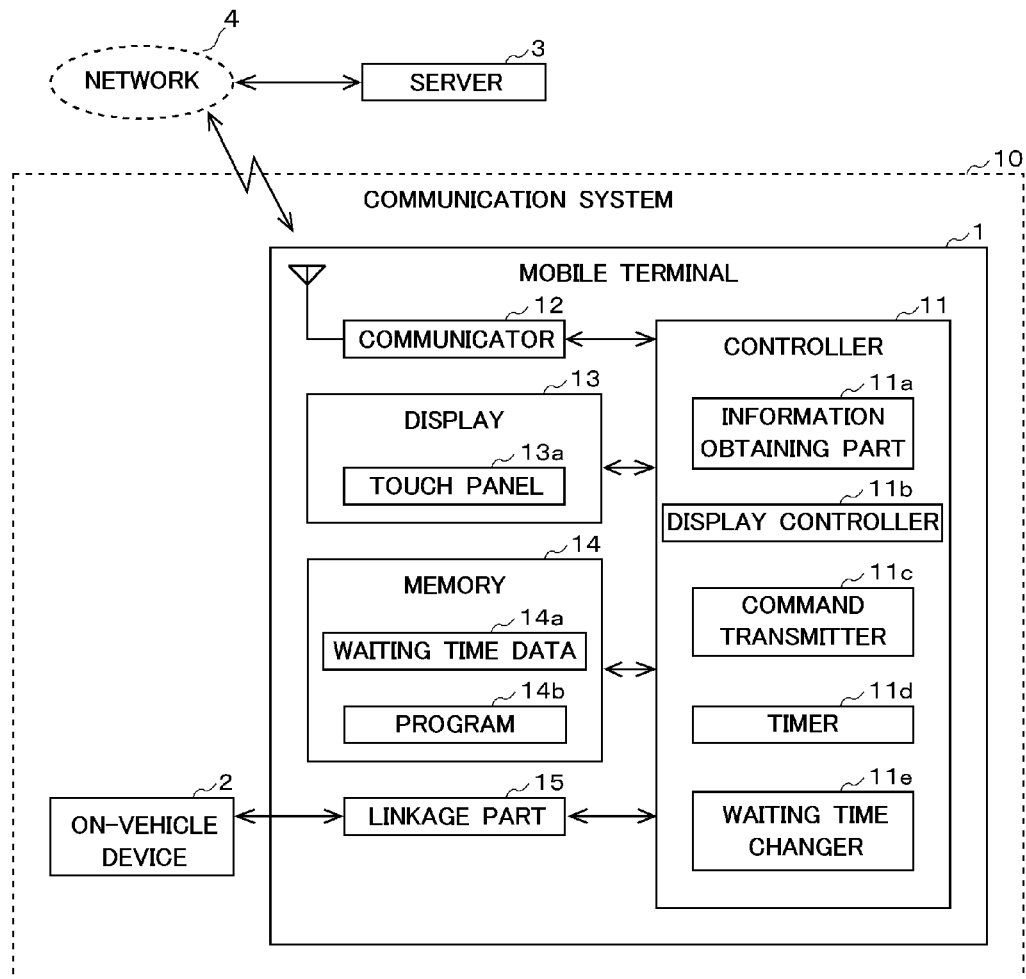 4
NETWORK
3
SERVER
10
COMMUNICATION SYSTEM
1
MOBILE TERMINAL
12
COMMUNICATOR
11
CONTROLLER
13
DISPLAY
13a
TOUCH PANEL
11a
INFORMATION
OBTAINING PART
11b
DISPLAY CONTROLLER
14
MEMORY
14a
WAITING TIME DATA
14b
PROGRAM
11c
COMMAND
TRANSMITTER
11d
TIMER
2
ON-VEHICLE
DEVICE
15
LINKAGE PART
11e
WAITING TIME
CHANGER